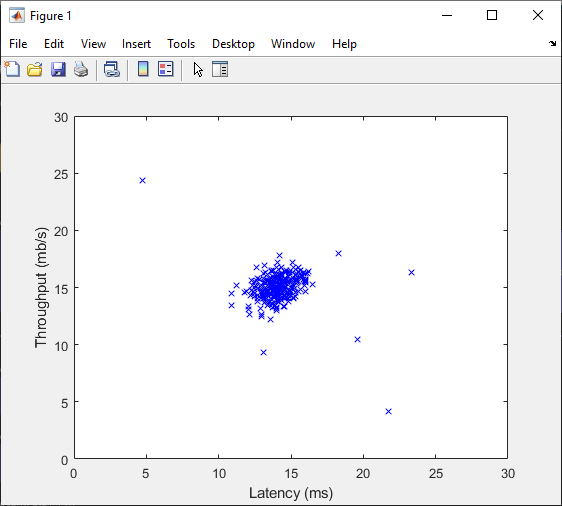 Figure 1
File Edit View Insert Tools Desktop Window Help
30
25
20
15
10
5
0
Throughput (mb/s)
0 5 10 15 20 25 30
Latency (ms)